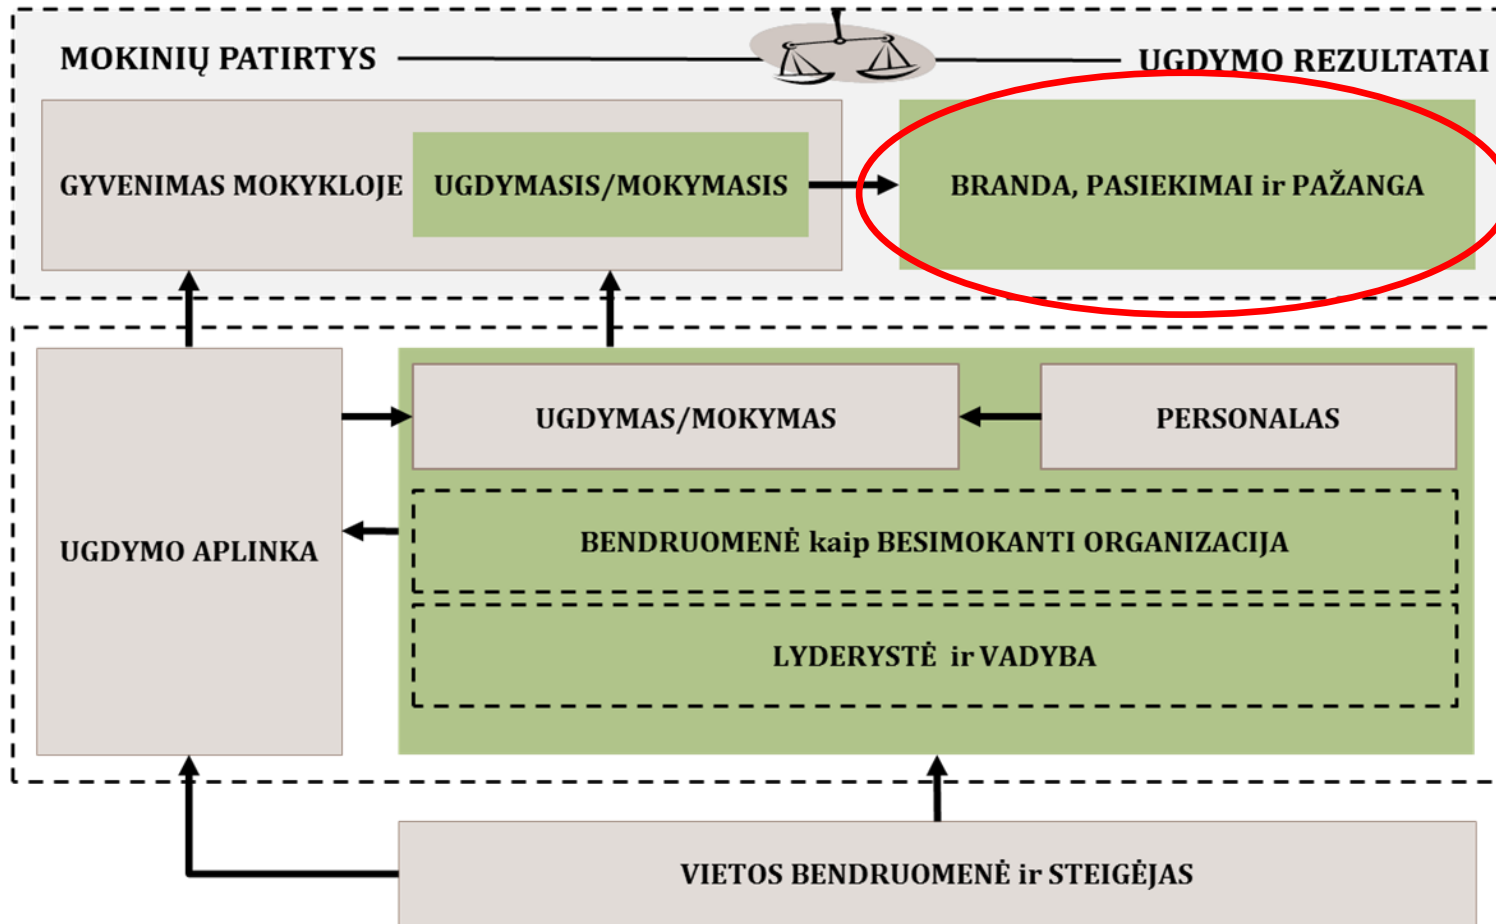 MOKINIŲ PATIRTYS
UGDYMO REZULTATAI
GYVENIMAS MOKYKLOJE
UGDYMASIS/MOKYMASIS
BRANDA, PASIEKIMAI ir PAŽANGA
UGDYMO APLINKA
UGDYMAS/MOKYMAS
PERSONALAS
BENDRUOMENĖ kaip BESIMOKANTI ORGANIZACIJA
LYDERYSTĖ ir VADYBA
VIETOS BENDRUOMENĖ ir STEIGĖJAS